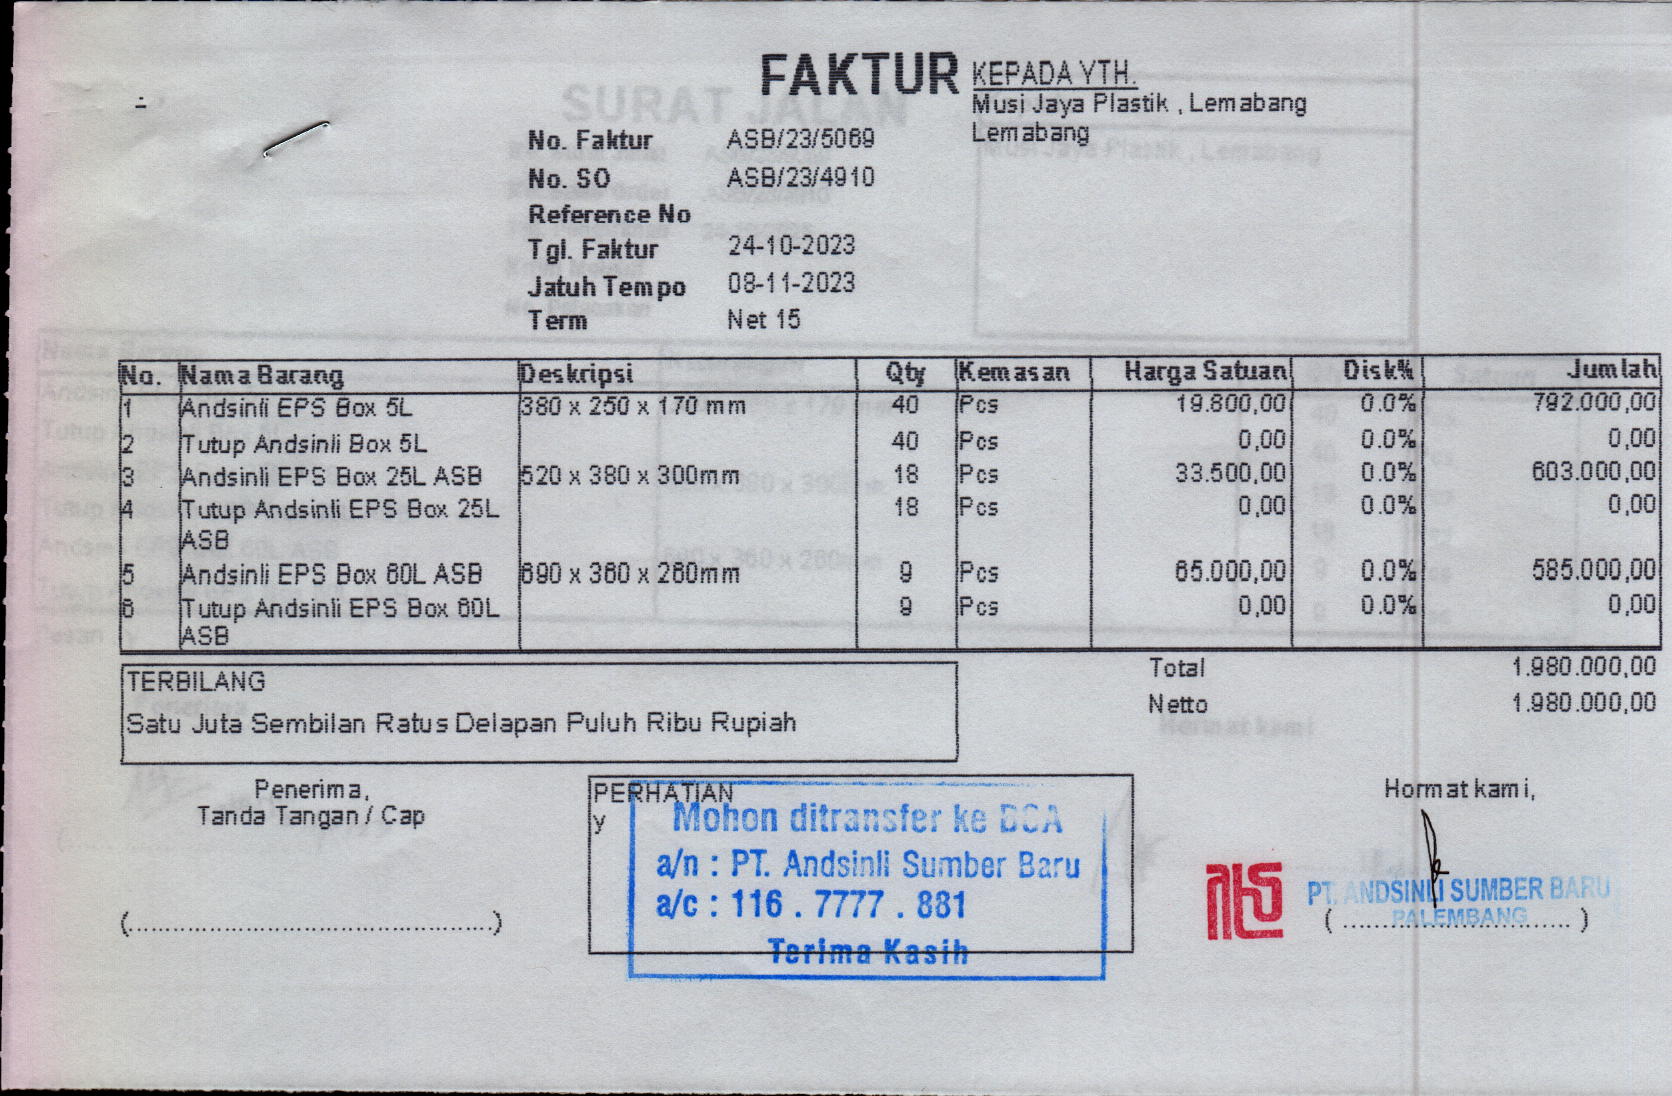 FAKTUR
KEPADA YTH.
Musi Jaya Plastik , Lemabang
Lemabang
No. Faktur ASB/23/5069
No. SO ASB/23/4910
Reference No
Tgl. Faktur 24-10-2023
Jatuh Tempo 08-11-2023
Term Net 15
No. Nama Barang Deskripsi Qty Kemasan Harga Satuan Disk% Jumlah
1 Andsinli EPS Box 5L 380 x 250 x 170 mm 40 Pcs 19.800,00 0.0% 792.000,00
2 Tutup Andsinli Box 5L 40 Pcs 0,00 0.0% 0,00
3 Andsinli EPS Box 25L ASB 520 x 380 x 300mm 18 Pcs 33.500,00 0.0% 603.000,00
4 Tutup Andsinli EPS Box 25L 18 Pcs 0,00 0.0% 0,00
ASB
5 Andsinli EPS Box 60L ASB 690 x 360 x 260mm 9 Pcs 65.000,00 0.0% 585.000,00
6 Tutup Andsinli EPS Box 60L 9 Pcs 0,00 0.0% 0,00
ASB
Total 1.980.000,00
Netto 1.980.000,00
TERBILANG
Satu Juta Sembilan Ratus Delapan Puluh Ribu Rupiah
Penerima,
Tanda Tangan / Cap
(..............................................)
PERHATIAN
y
Mohon ditransfer ke BCA
a/n : PT. Andsinli Sumber Baru
a/c : 116 . 7777 . 881
Terima Kasih
Hormat kami,
PT. ANDSINLI SUMBER BARU
PALEMBANG
( ............................. )